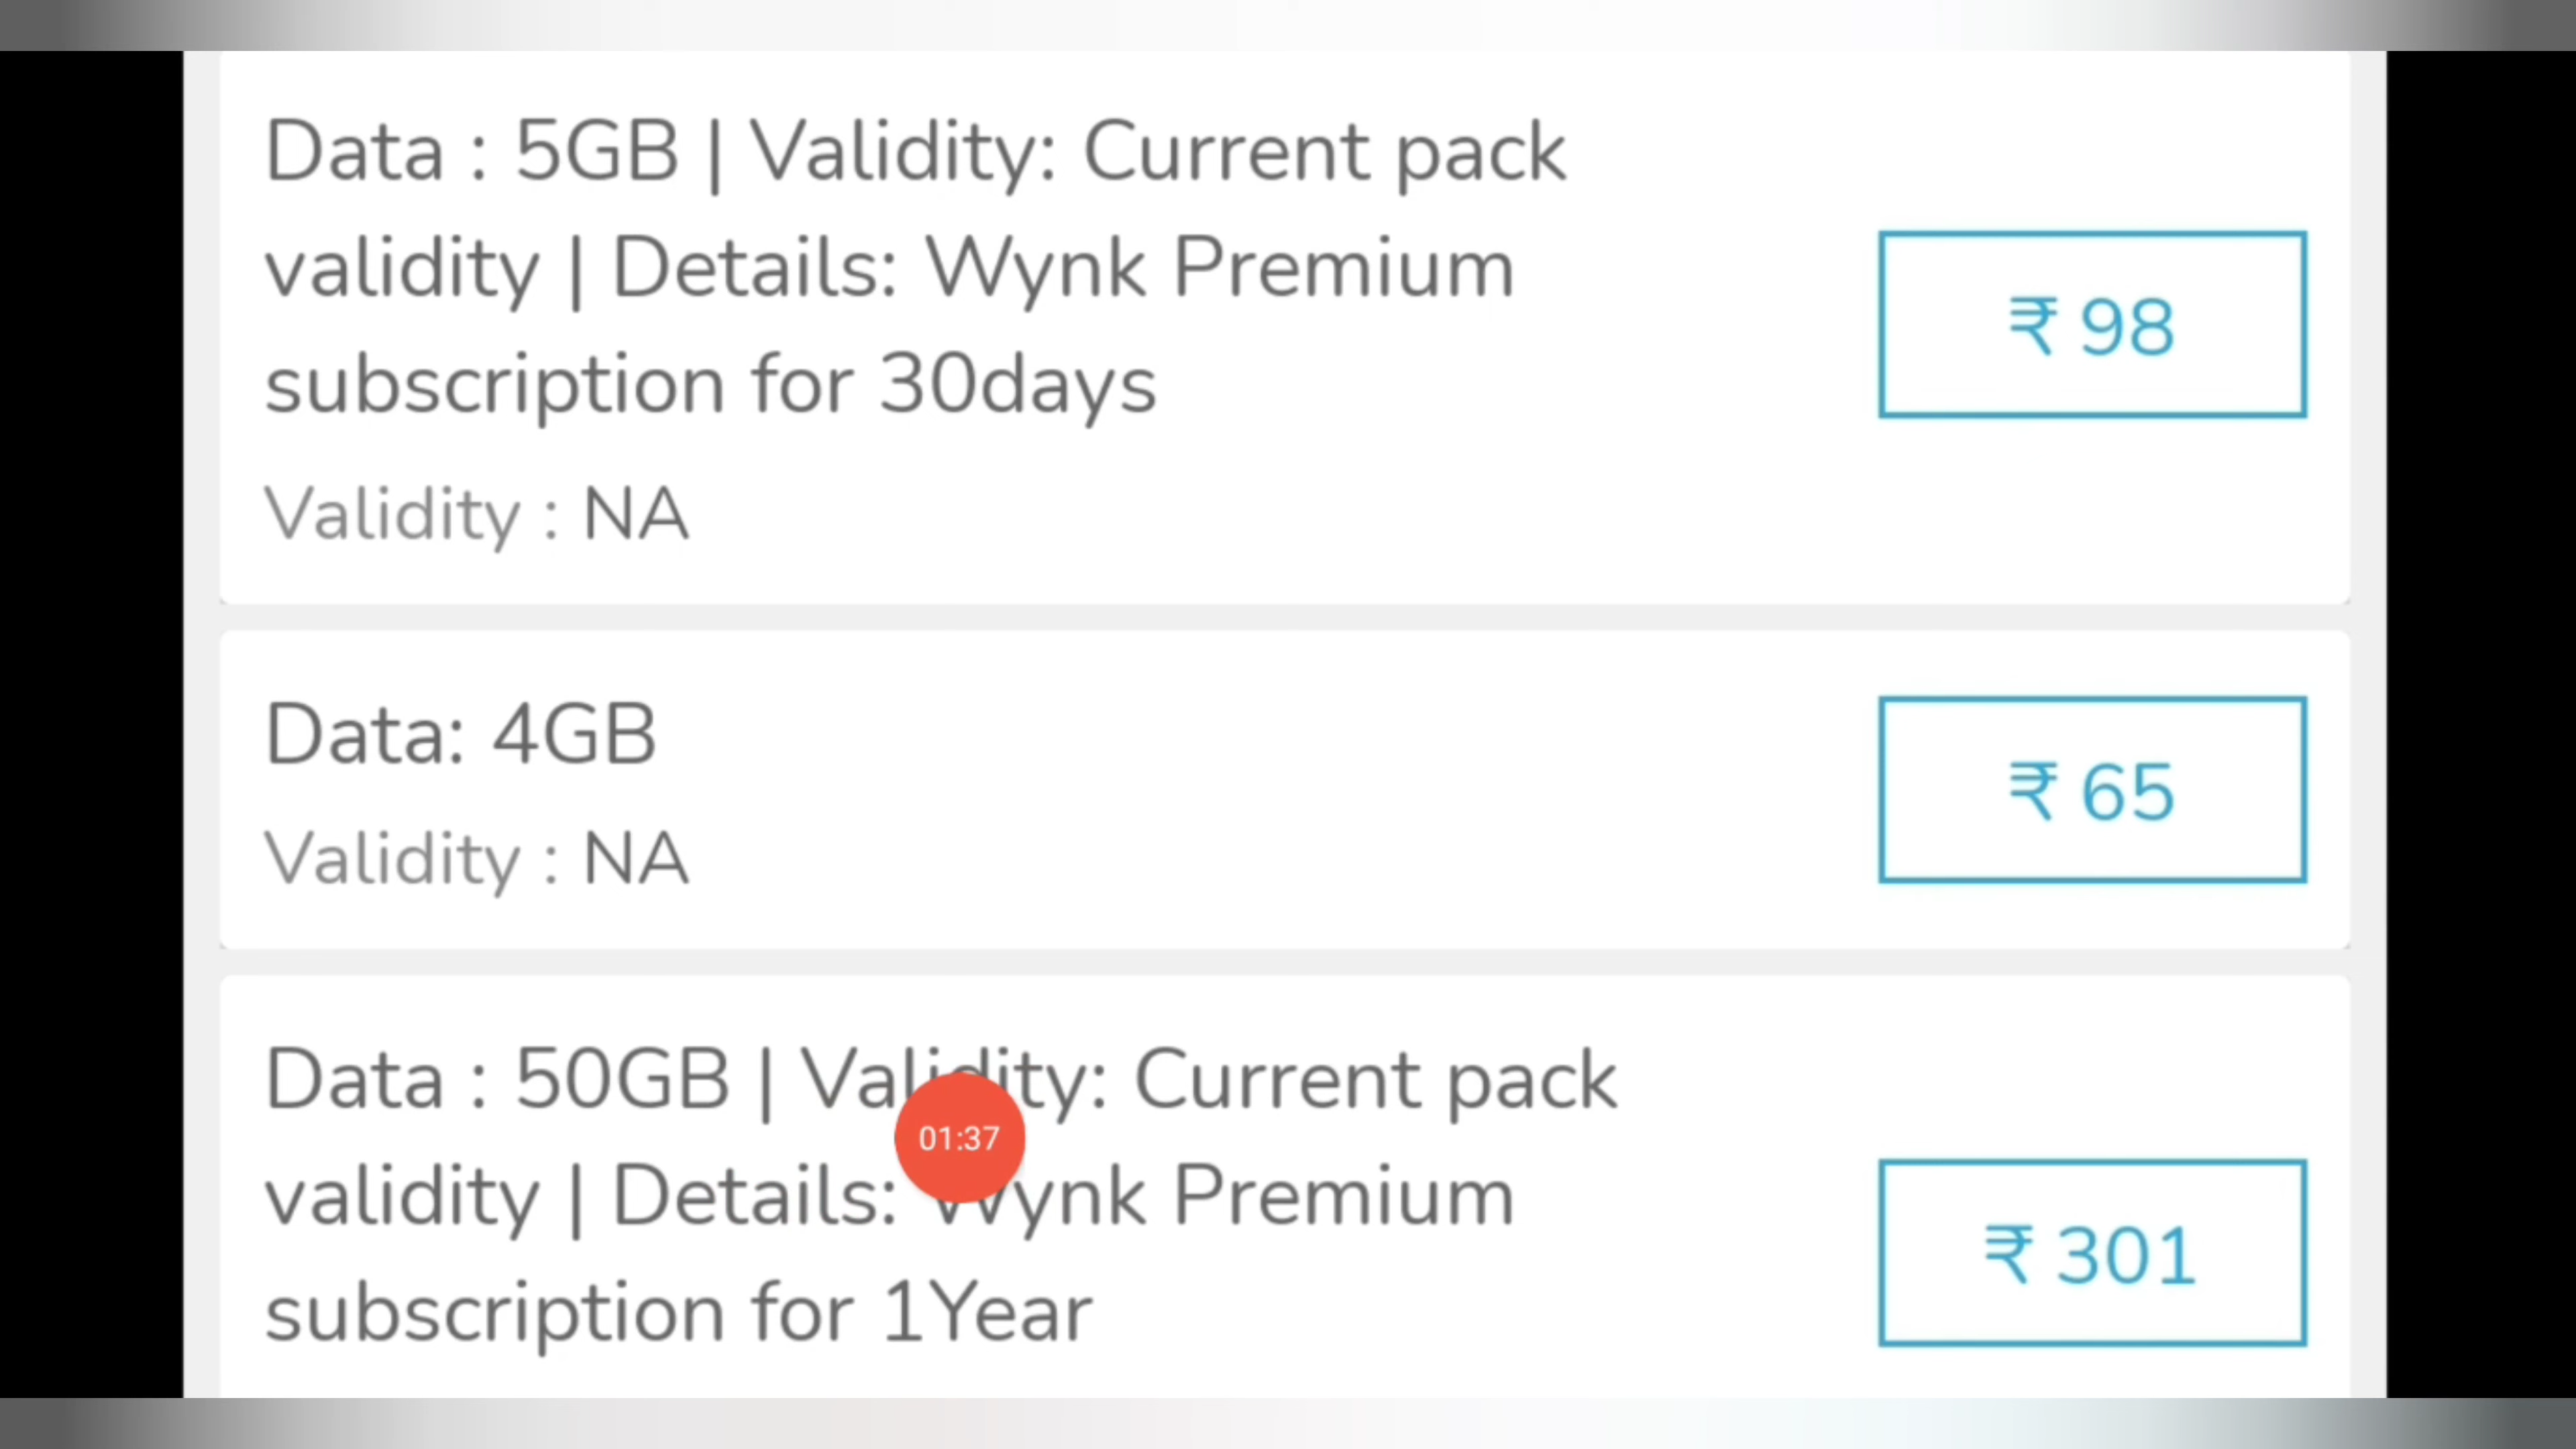 Data : 5GB | Validity: Current pack
validity | Details: Wynk Premium
subscription for 30days
₹ 98
Validity : NA
Data: 4GB
₹ 65
Validity : NA
Data : 50GB | Validity: Current pack
01:37
validity | Details: Wynk Premium
₹ 301
subscription for 1Year